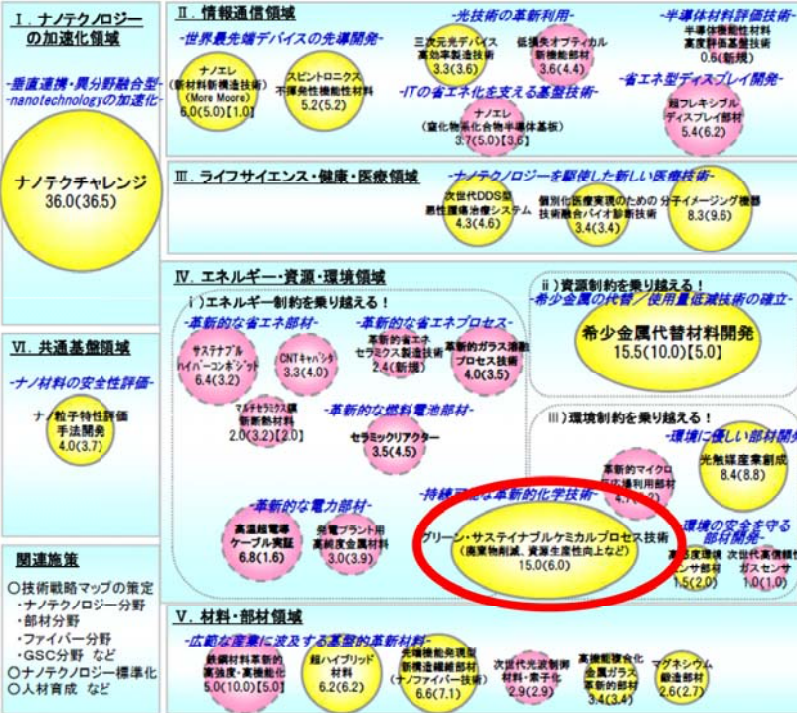 Ⅰ．ナノテクノロジー
の加速化領域
-垂直連携・異分野融合型-
-nanotechnologyの加速化-
ナノテクチャレンジ
36.0(36.5)
Ⅵ．共通基盤領域
-ナノ材料の安全性評価-
ナノ粒子特性評価
手法開発
4.0(3.7)
関連施策
○技術戦略マップの策定
・ナノテクノロジー分野
・部材分野
・ファイバー分野
・GSC分野 など
○ナノテクノロジー標準化
○人材育成 など
Ⅱ．情報通信領域
-世界最先端デバイスの先導開発-
ナノエレ
(新材料新構造技術)
(More Moore)
6.0(5.0)【1.0】
スピントロニクス
不揮発性機能性材料
5.2(5.2)
-光技術の革新利用-
三次元光デバイス
高効率製造技術
3.3(3.6)
低損失オプティカル
新機能部材
3.6(4.4)
-ITの省エネ化を支える基盤技術-
ナノエレ
(窒化物系化合物半導体基板)
3.7(5.0)【3.6】
-半導体材料評価技術-
半導体機能性材料
高度評価基盤技術
0.6(新規)
-省エネ型ディスプレイ開発-
超フレキシブル
ディスプレイ部材
5.4(6.2)
Ⅲ．ライフサイエンス・健康・医療領域
-ナノテクノロジーを駆使した新しい医療技術-
次世代DDS型
悪性腫瘍治療システム
4.3(4.6)
個別化医療実現のための
技術融合バイオ診断技術
3.4(3.4)
分子イメージング機器
8.3(9.6)
Ⅳ．エネルギー・資源・環境領域
ⅰ)エネルギー制約を乗り越える！
-革新的な省エネ部材-
サステナブル
ハイパーコンポジット
6.4(3.2)
CNTキャパシタ
3.3(4.0)
マルチセラミクス膜
新断熱材料
2.0(3.2)【2.0】
-革新的な省エネプロセス-
革新的省エネ
セラミクス製造技術
2.4(新規)
革新的ガラス溶融
プロセス技術
4.0(3.5)
-革新的な燃料電池部材-
セラミックリアクター
3.5(4.5)
-革新的な電力部材-
高温超電導
ケーブル実証
6.8(1.6)
発電プラント用
高純度金属材料
3.0(3.9)
-持続可能な革新的化学技術-
グリーン・サステイナブルケミカルプロセス技術
(廃棄物削減、資源生産性向上など)
15.0(6.0)
ⅱ)資源制約を乗り越える！
-希少金属の代替／使用量低減技術の確立-
希少金属代替材料開発
15.5(10.0)【5.0】
ⅲ)環境制約を乗り越える！
-環境に優しい部材開発
革新的マイクロ
反応場利用部材
光触媒産業創成
8.4(8.8)
-環境の安全を守る
部材開発-
高感度環境
センサ部材
1.5(2.0)
次世代高信頼性
ガスセンサ
1.0(1.0)
Ⅴ．材料・部材領域
-広範な産業に波及する基盤的革新材料-
鉄鋼材料革新的
高強度・高機能化
5.0(10.0)【5.0】
超ハイブリッド
材料
6.2(6.2)
先端機能発現型
新構造繊維部材
(ナノファイバー技術)
6.6(7.1)
次世代光波制御
材料・素子化
2.9(2.9)
高機能複合化
金属ガラス
革新的部材
3.4(3.4)
マグネシウム
鍛造部材
2.6(2.7)